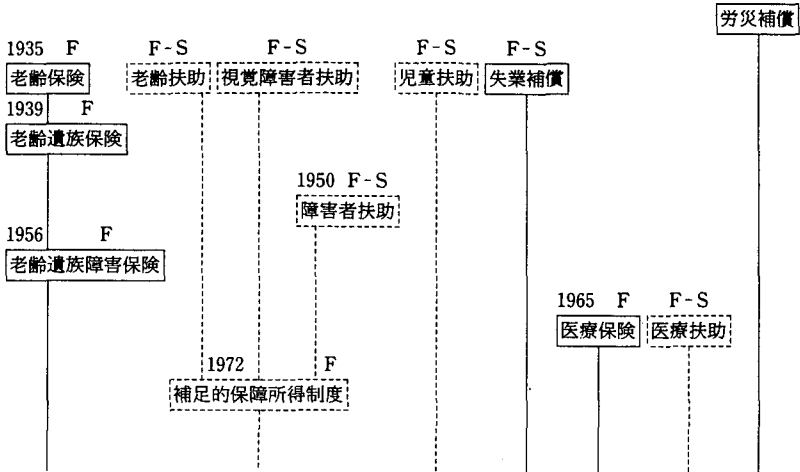 労災補償
1935 F F-S F-S F-S F-S
老齢保険 老齢扶助 視覚障害者扶助 児童扶助 失業補償
1939 F
老齢遺族保険
1950 F-S
障害者扶助
1956 F
老齢遺族障害保険
1965 F F-S
医療保険 医療扶助
1972 F
補足的保障所得制度